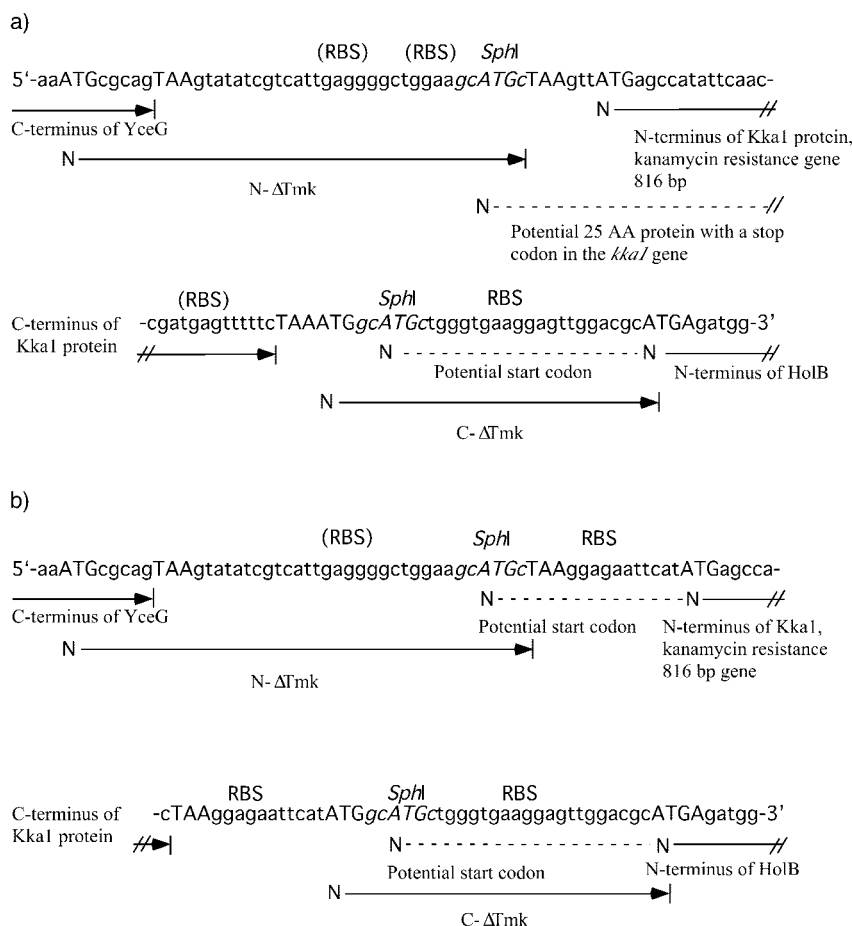 a)
(RBS) (RBS) SphI
5‘-aaATGcgcagTAAgtatatcgtcattgaggggctggaagcATGcTAAgttATGagccatattcaac-
C-terminus of YceG
N
N-terminus of Kka1 protein,
kanamycin resistance gene
816 bp
N
N-ΔTmk
N
Potential 25 AA protein with a stop
codon in the kka1 gene
(RBS) SphI RBS
C-terminus of
Kka1 protein
-cgatgagtttttcTAAATGgcATGctgggtgaaggagttggacgcATGAgatgg-3’
N N
Potential start codon
N-terminus of HolB
N
C-ΔTmk
b)
(RBS) SphI RBS
5‘-aaATGcgcagTAAgtatatcgtcattgaggggctggaagcATGcTAAggagaattcatATGagcca-
C-terminus of YceG
N N
Potential start codon
N-terminus of Kka1,
kanamycin resistance
816 bp gene
N
N-ΔTmk
RBS SphI RBS
C-terminus of
Kka1 protein
-cTAAggagaattcatATGgcATGctgggtgaaggagttggacgcATGAgatgg-3’
N N
Potential start codon
N-terminus of HolB
N
C-ΔTmk